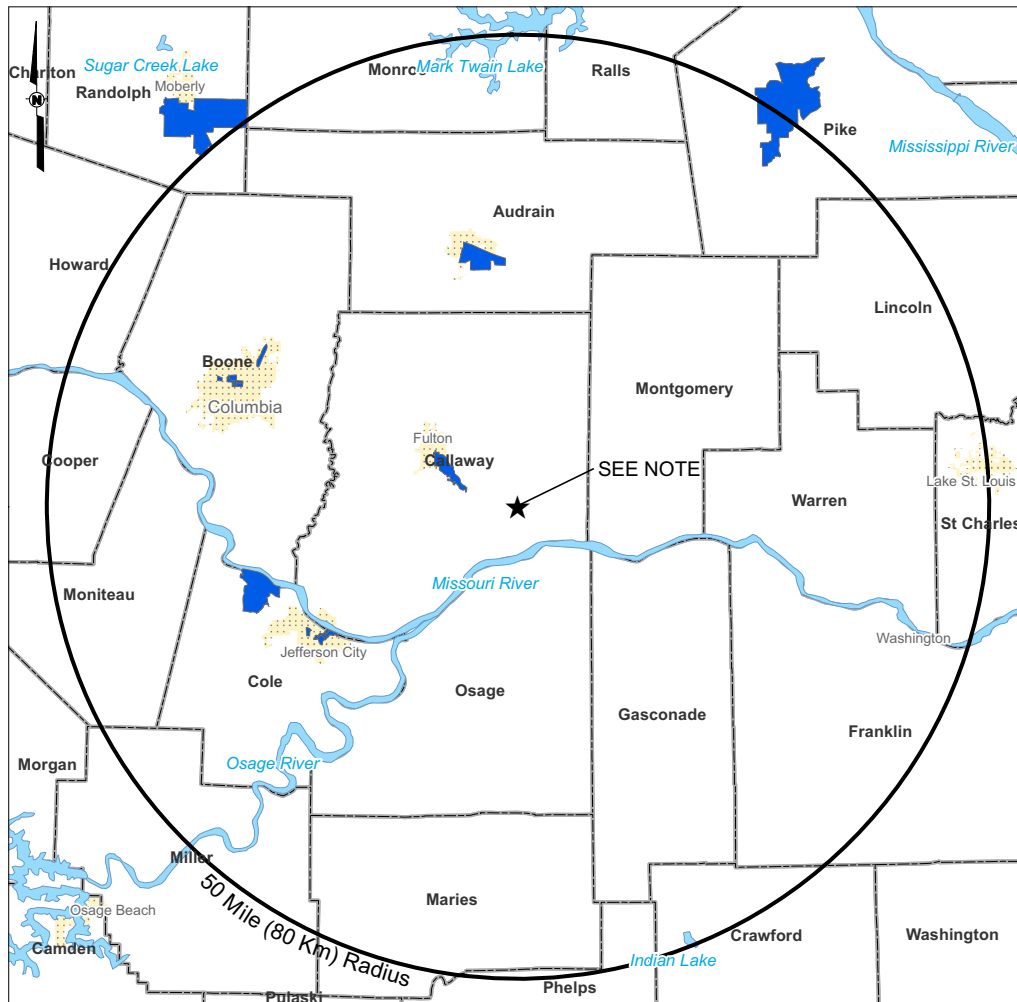 Sugar Creek Lake
Monroe
Mark Twain Lake
Ralls
Chariton
Randolph
Moberly
N
Pike
Mississippi River
Audrain
Howard
Lincoln
Boone
Montgomery
Columbia
Fulton
Callaway
Cooper
SEE NOTE
Warren
Lake St. Louis
St Charles
Moniteau
Missouri River
Washington
Jefferson City
Cole
Osage
Gasconade
Franklin
Morgan
Osage River
Miller
50 Mile (80 Km) Radius
Maries
Osage Beach
Camden
Crawford
Washington
Indian Lake
Phelps
Pulaski